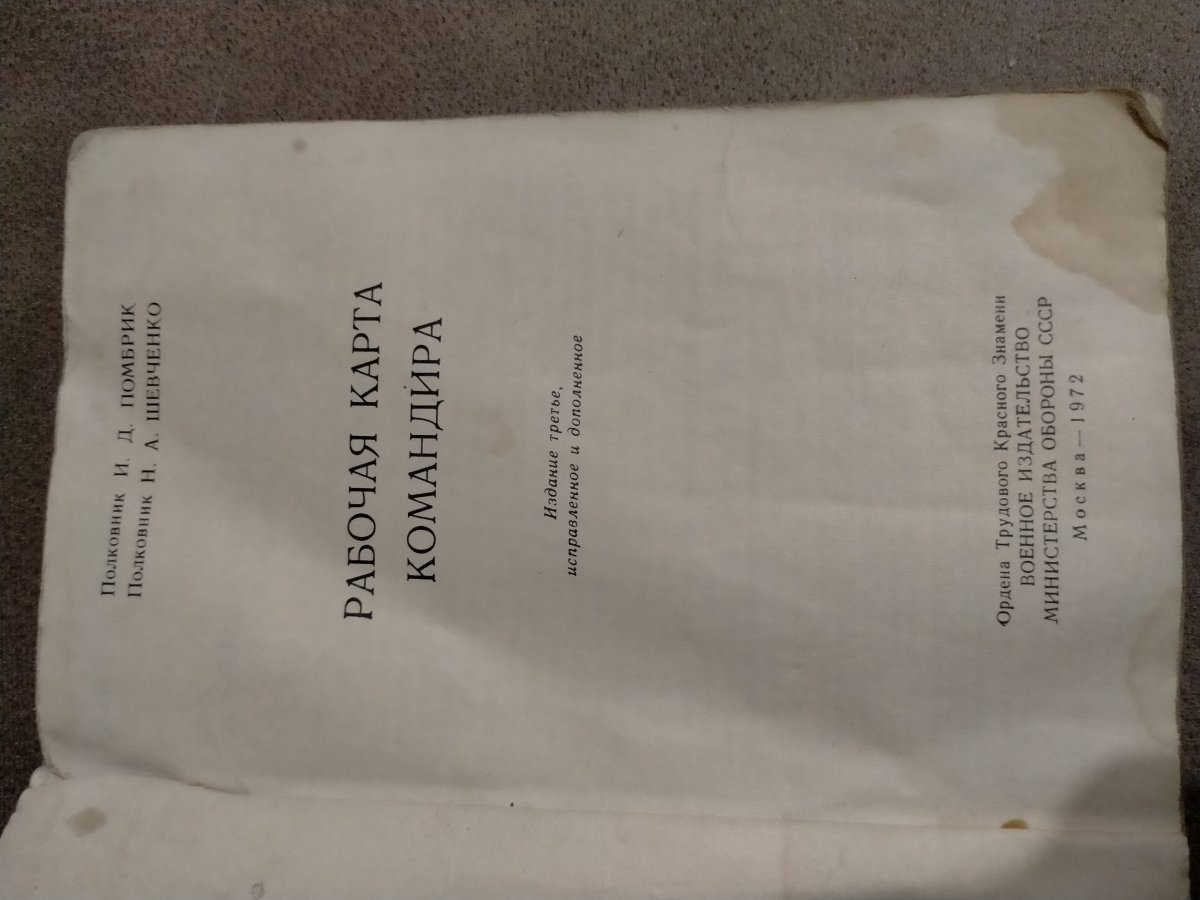 Полковник И. Д. ПОМБРИК
Полковник Н. А. ШЕВЧЕНКО
РАБОЧАЯ КАРТА
КОМАНДИРА
Издание третье,
исправленное и дополненное
Ордена Трудового Красного Знамени
ВОЕННОЕ ИЗДАТЕЛЬСТВО
МИНИСТЕРСТВА ОБОРОНЫ СССР
Москва—1972